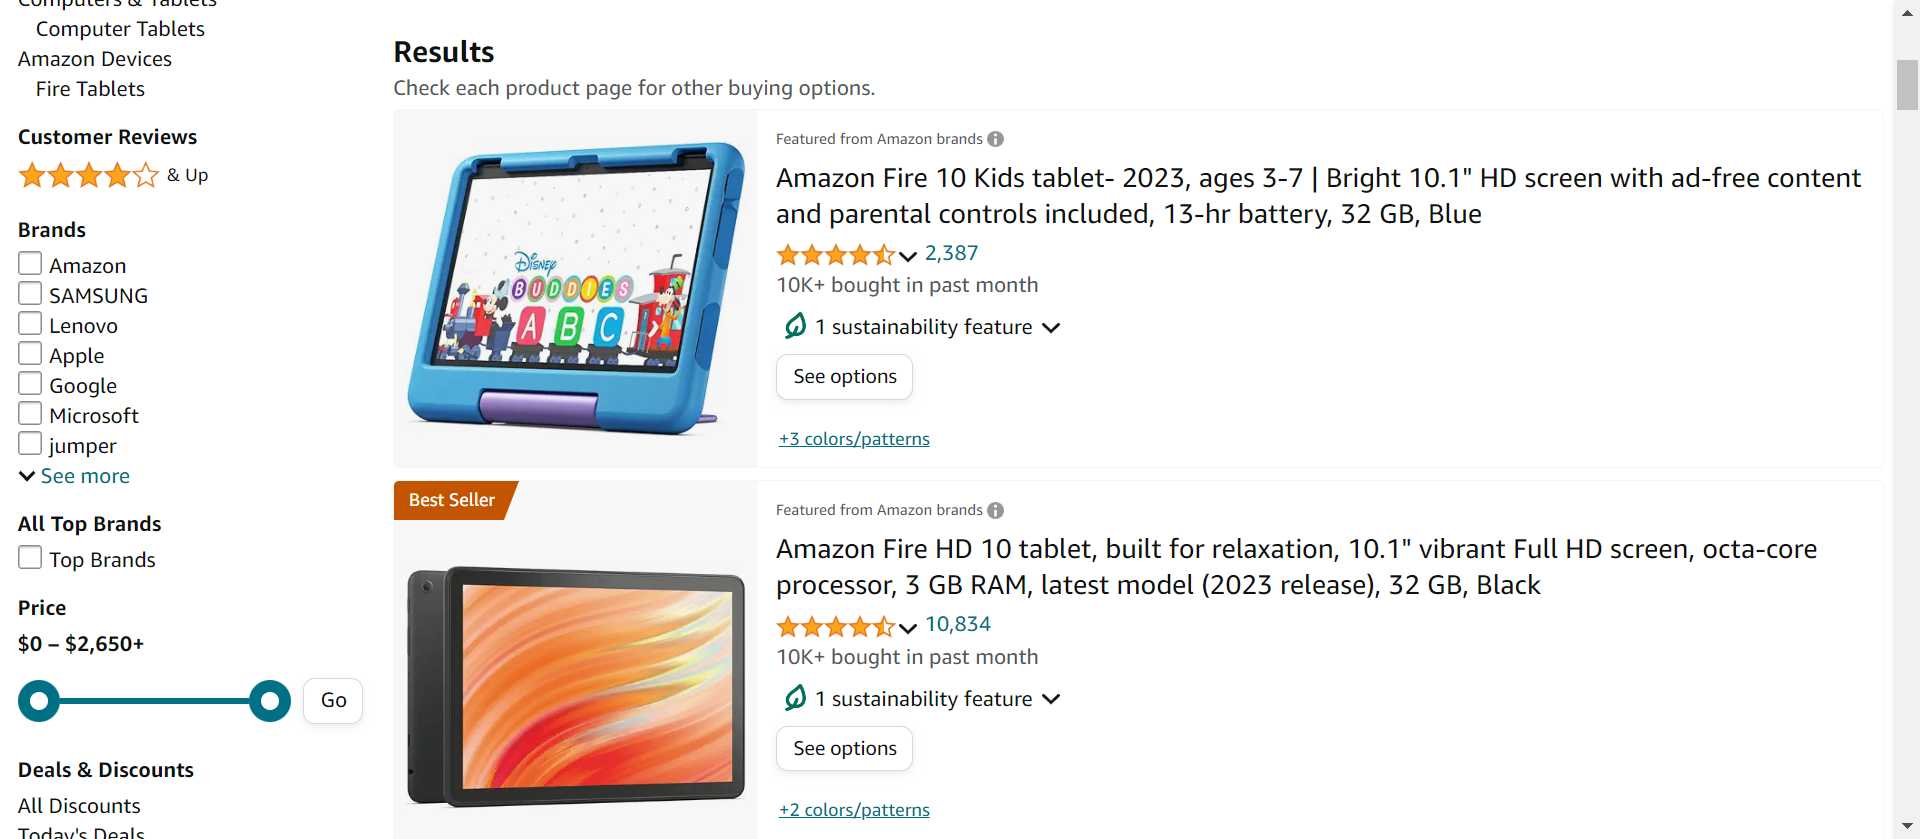 Computers & Tablets
Computer Tablets
Amazon Devices
Fire Tablets
Customer Reviews
& Up
Brands
Amazon
SAMSUNG
Lenovo
Apple
Google
Microsoft
jumper
See more
All Top Brands
Top Brands
Price
$0 – $2,650+
Go
Deals & Discounts
All Discounts
Today's Deals
Results
Check each product page for other buying options.
Disney
BUDDIES
ABC
Featured from Amazon brands
Amazon Fire 10 Kids tablet- 2023, ages 3-7 | Bright 10.1" HD screen with ad-free content
and parental controls included, 13-hr battery, 32 GB, Blue
2,387
10K+ bought in past month
1 sustainability feature
See options
+3 colors/patterns
Best Seller
Featured from Amazon brands
Amazon Fire HD 10 tablet, built for relaxation, 10.1" vibrant Full HD screen, octa-core
processor, 3 GB RAM, latest model (2023 release), 32 GB, Black
10,834
10K+ bought in past month
1 sustainability feature
See options
+2 colors/patterns